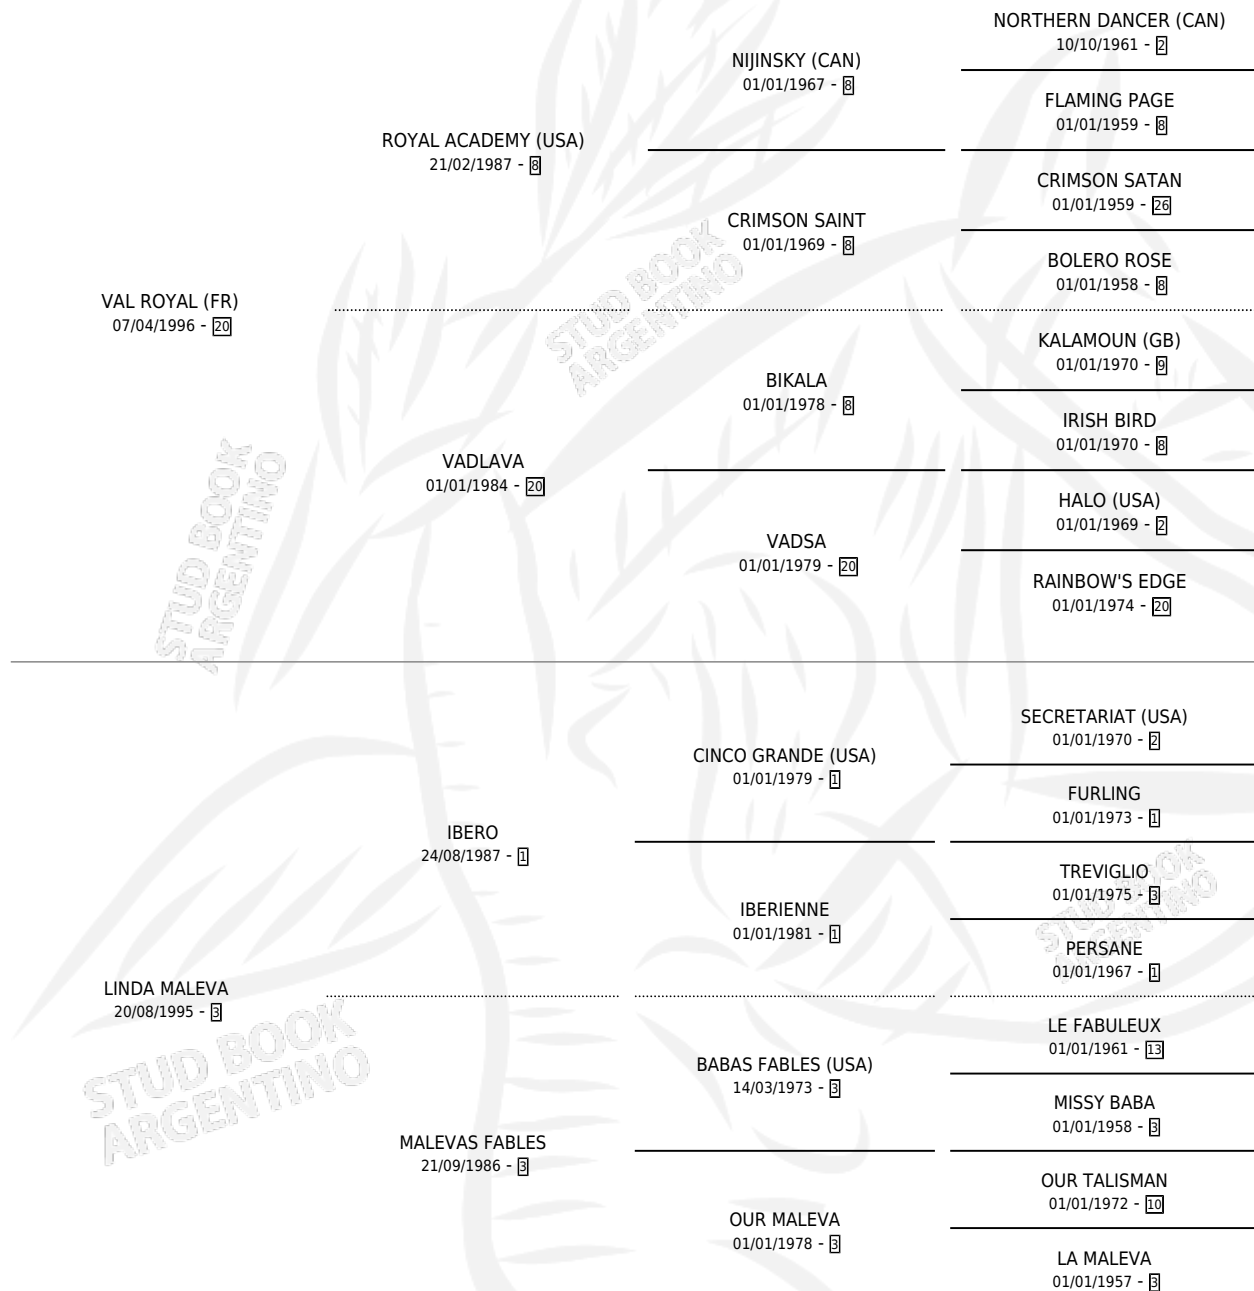 NORTHERN DANCER (CAN)
10/10/1961 - 2
NIJINSKY (CAN)
01/01/1967 - 8
FLAMING PAGE
01/01/1959 - 8
ROYAL ACADEMY (USA)
21/02/1987 - 8
CRIMSON SATAN
01/01/1959 - 26
CRIMSON SAINT
01/01/1969 - 8
BOLERO ROSE
01/01/1958 - 8
VAL ROYAL (FR)
07/04/1996 - 20
KALAMOUN (GB)
01/01/1970 - 9
BIKALA
01/01/1978 - 8
IRISH BIRD
01/01/1970 - 8
VADLAVA
01/01/1984 - 20
HALO (USA)
01/01/1969 - 2
VADSA
01/01/1979 - 20
RAINBOW'S EDGE
01/01/1974 - 20
STUD BOOK
ARGENTINO
STUD BOOK
ARGENTINO
SECRETARIAT (USA)
01/01/1970 - 2
CINCO GRANDE (USA)
01/01/1979 - 1
FURLING
01/01/1973 - 1
IBERO
24/08/1987 - 1
TREVIGLIO
01/01/1975 - 3
IBERIENNE
01/01/1981 - 1
PERSANE
01/01/1967 - 1
STUD BOOK
ARGENTINO
LINDA MALEVA
20/08/1995 - 3
LE FABULEUX
01/01/1961 - 13
BABAS FABLES (USA)
14/03/1973 - 3
MISSY BABA
01/01/1958 - 3
MALEVAS FABLES
21/09/1986 - 3
OUR TALISMAN
01/01/1972 - 10
OUR MALEVA
01/01/1978 - 3
LA MALEVA
01/01/1957 - 3
STUD BOOK
ARGENTINO